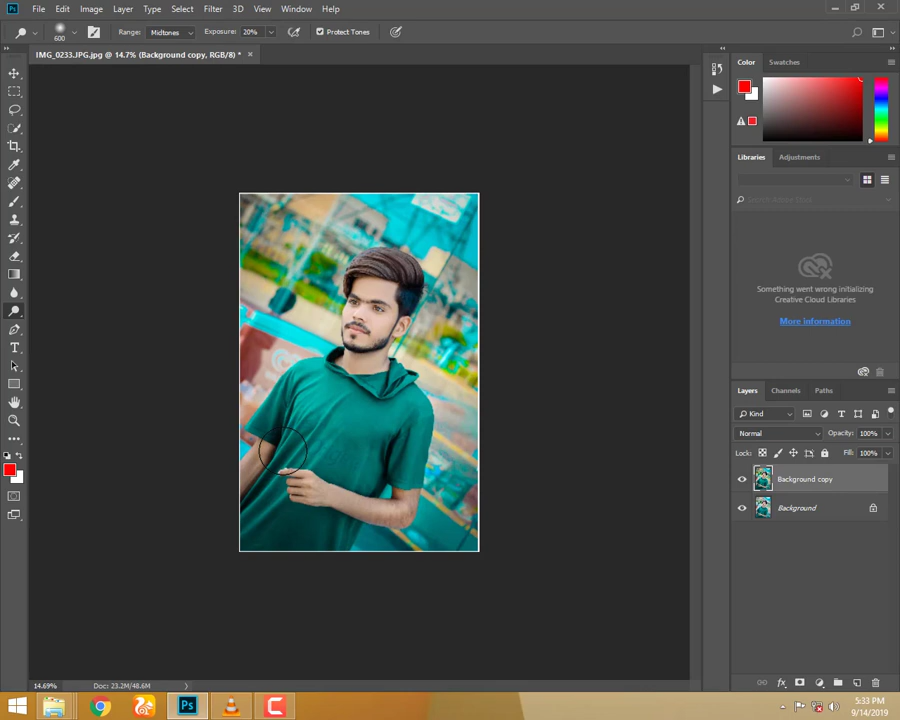 Ps File Edit Image Layer Type Select Filter 3D View Window Help
600 Range: Midtones Exposure: 20% Protect Tones
IMG_0233.JPG.jpg @ 14.7% (Background copy, RGB/8) *
Color Swatches
Libraries Adjustments
Something went wrong initializing
Creative Cloud Libraries
More information
Layers Channels Paths
Kind
Normal Opacity: 100%
Lock: Fill: 100%
Background copy
Background
14.69% Doc: 23.2M/48.6M
Ps
5:33 PM
9/14/2019